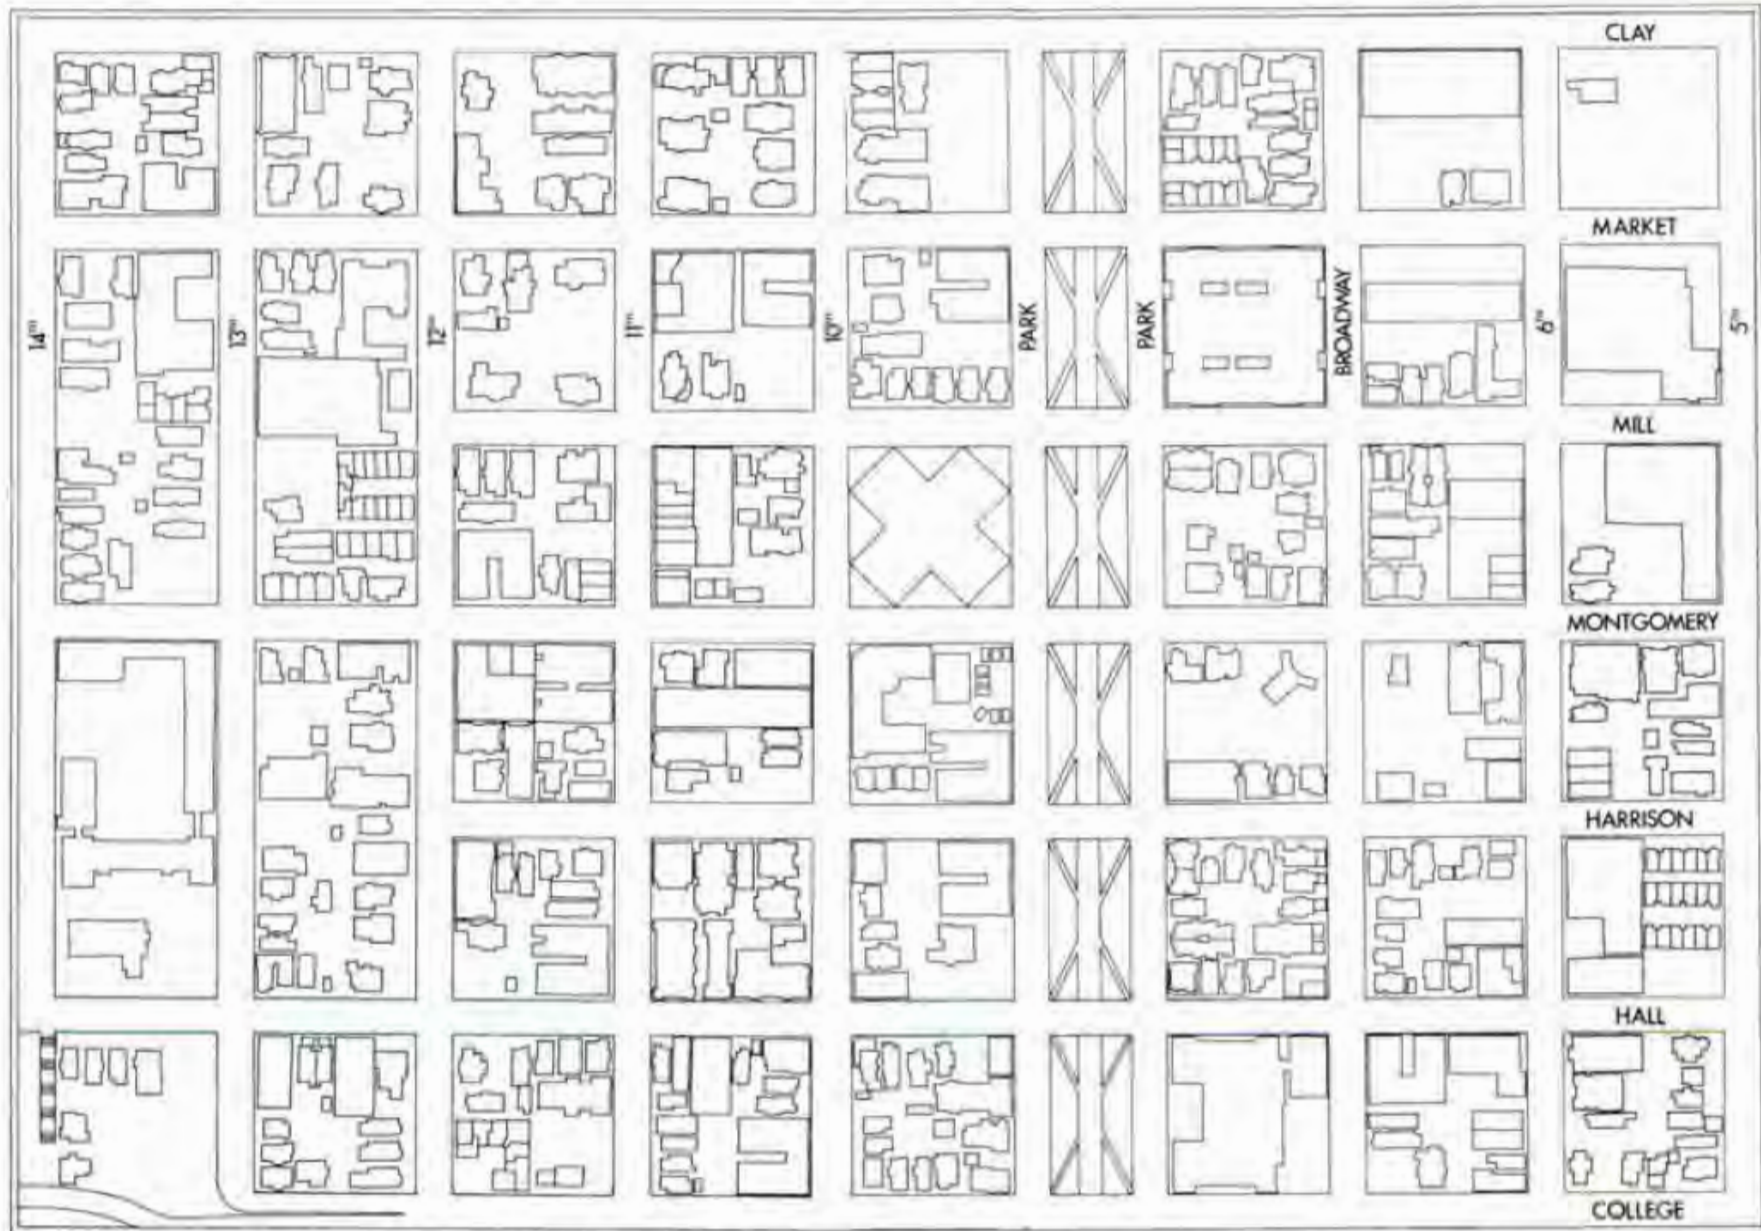 CLAY
MARKET
14TH
13TH
12TH
11TH
10TH
PARK
PARK
BROADWAY
6TH
5TH
MILL
MONTGOMERY
HARRISON
HALL
COLLEGE